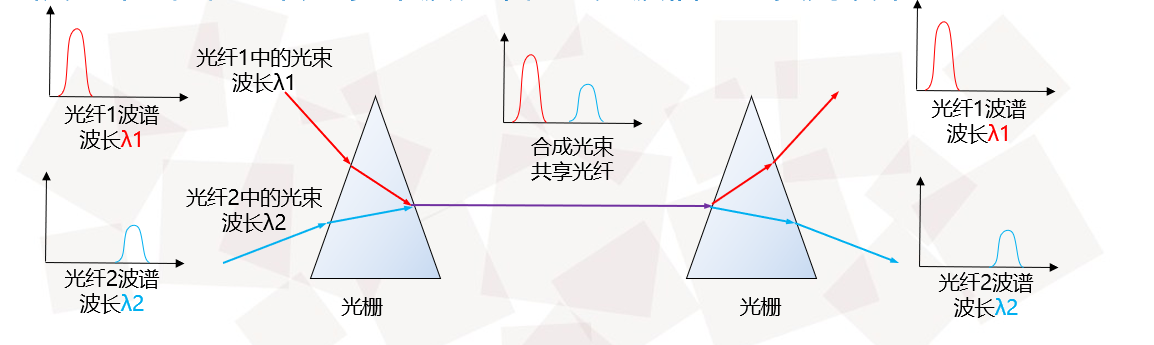 光纤1波谱
波长λ1
光纤1中的光束
波长λ1
合成光束
共享光纤
光纤1波谱
波长λ1
光纤2中的光束
波长λ2
光纤2波谱
波长λ2
光栅
光栅
光纤2波谱
波长λ2